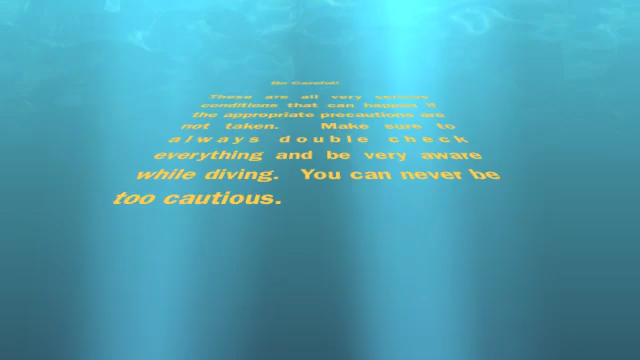 Be Careful!
These are all very serious
conditions that can happen if
the appropriate precautions are
not taken. Make sure to
always double check
everything and be very aware
while diving. You can never be
too cautious.